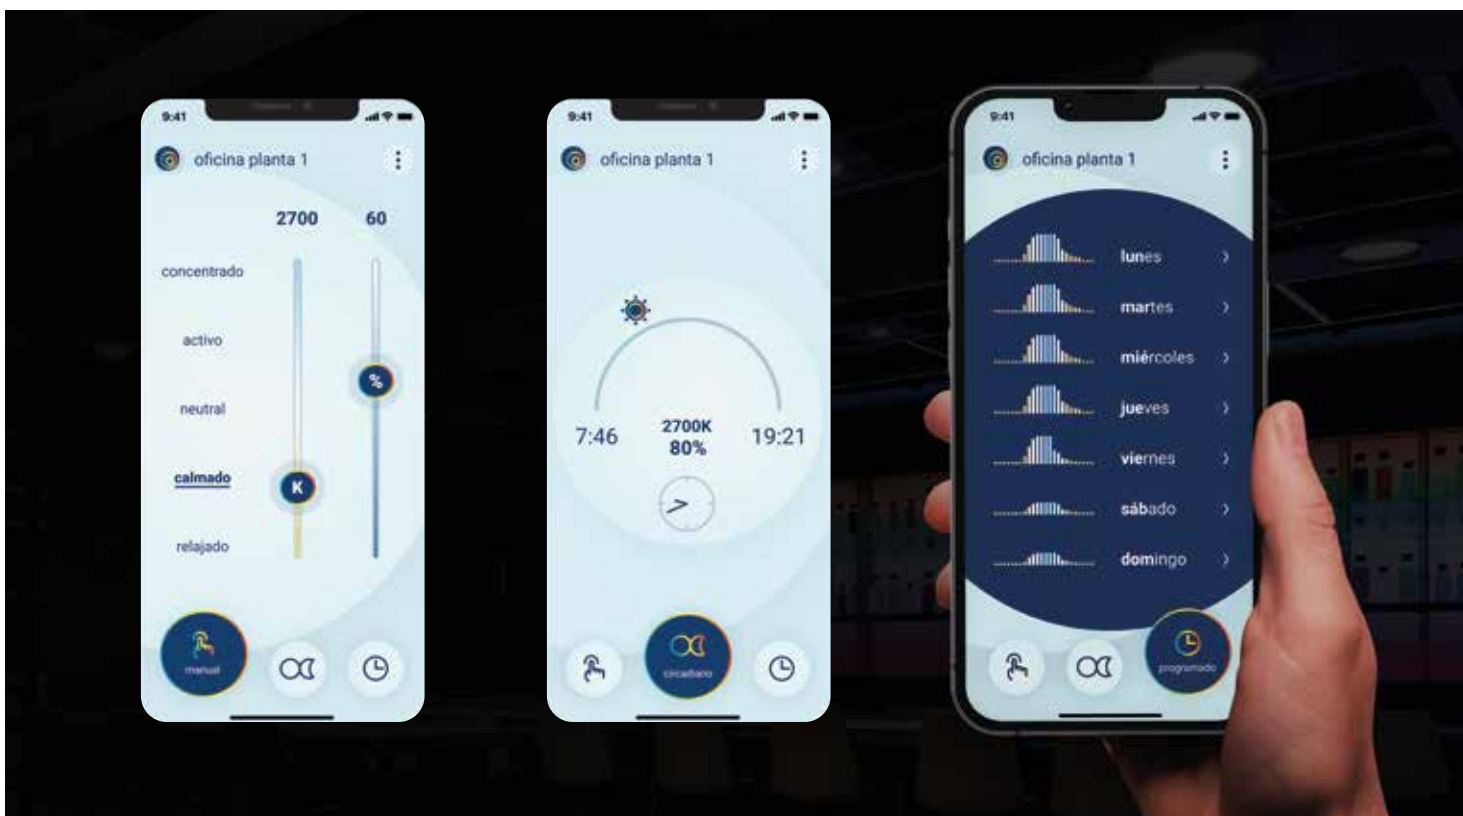 9:41
oficina planta 1
2700
60
concentrado
activo
neutral
calmado
relajado
%
K
manual
9:41
oficina planta 1
7:46
2700K
80%
19:21
circadiano
9:41
oficina planta 1
lunes
martes
miércoles
jueves
viernes
sábado
domingo
programado